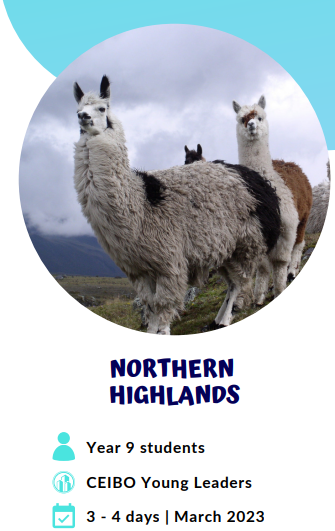 NORTHERN
HIGHLANDS
Year 9 students
CEIBO Young Leaders
3 - 4 days | March 2023